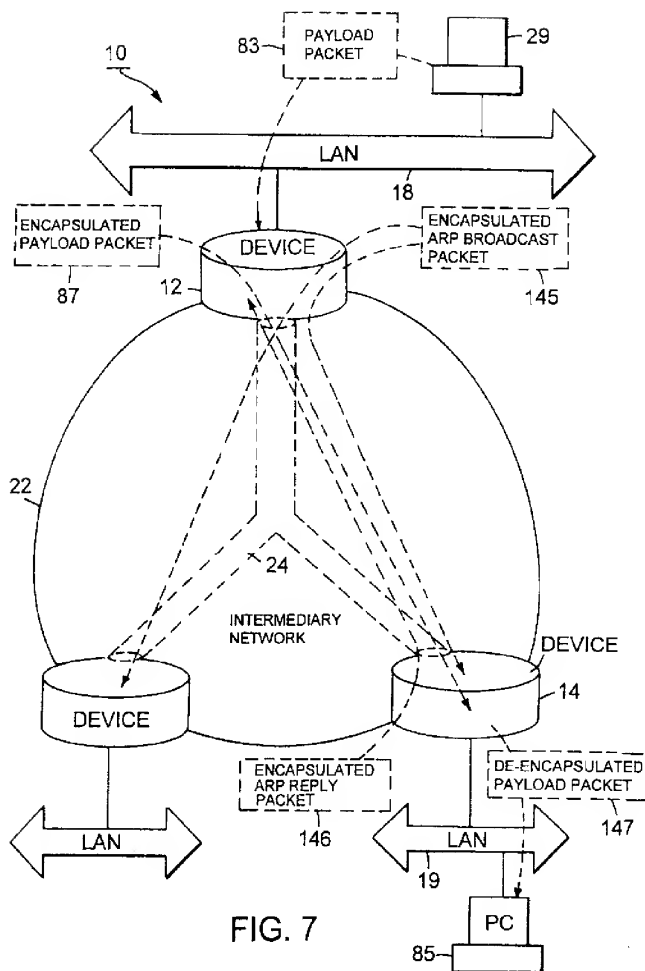 10
83
PAYLOAD
PACKET
29
LAN
18
ENCAPSULATED
PAYLOAD PACKET
87
DEVICE
12
ENCAPSULATED
ARP BROADCAST
PACKET
145
22
24
INTERMEDIARY
NETWORK
DEVICE
DEVICE
14
ENCAPSULATED
ARP REPLY
PACKET
146
DE-ENCAPSULATED
PAYLOAD PACKET
147
LAN
LAN
19
PC
85
FIG. 7